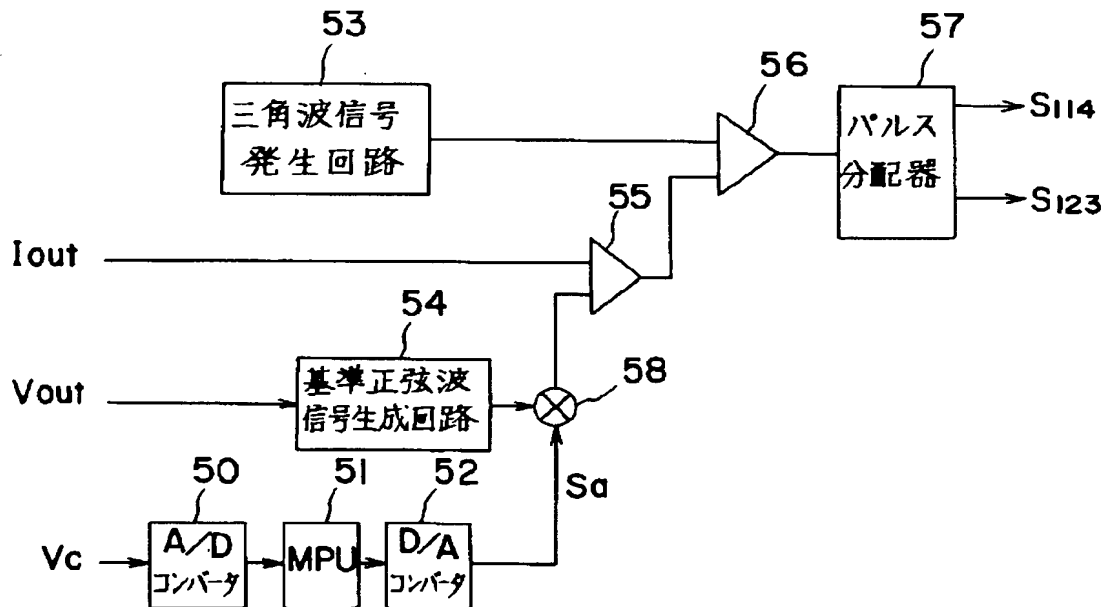 53
三角波信号
発生回路
56
57
パルス
分配器
S114
S123
55
Iout
54
Vout
基準正弦波
信号生成回路
58
Sa
50
51
52
Vc
A/D
コンバータ
MPU
D/A
コンバータ